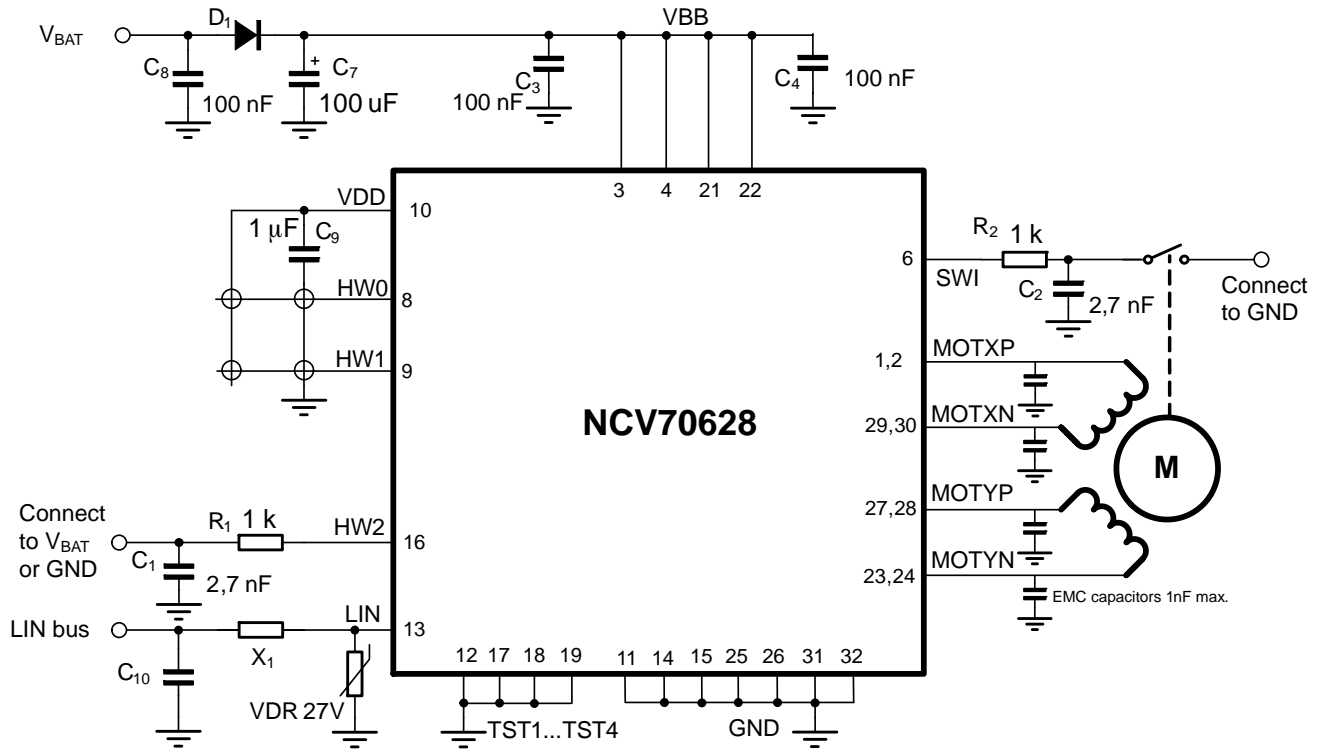 V_BAT
D₁
VBB
C₈
100 nF
+
C₇
100 uF
C₃
100 nF
C₄
100 nF
3 4 21 22
VDD
10
1 μF
C₉
HW0
8
HW1
9
R₂ 1 k
6
SWI
C₂
2,7 nF
Connect
to GND
NCV70628
1,2
MOTXP
29,30
MOTXN
M
27,28
MOTYP
23,24
MOTYN
EMC capacitors 1nF max.
Connect
to V_BAT
or GND
R₁ 1 k
HW2
16
C₁
2,7 nF
LIN bus
LIN
13
X₁
C₁₀
VDR 27V
12 17 18 19
TST1...TST4
11 14 15 25 26 31 32
GND